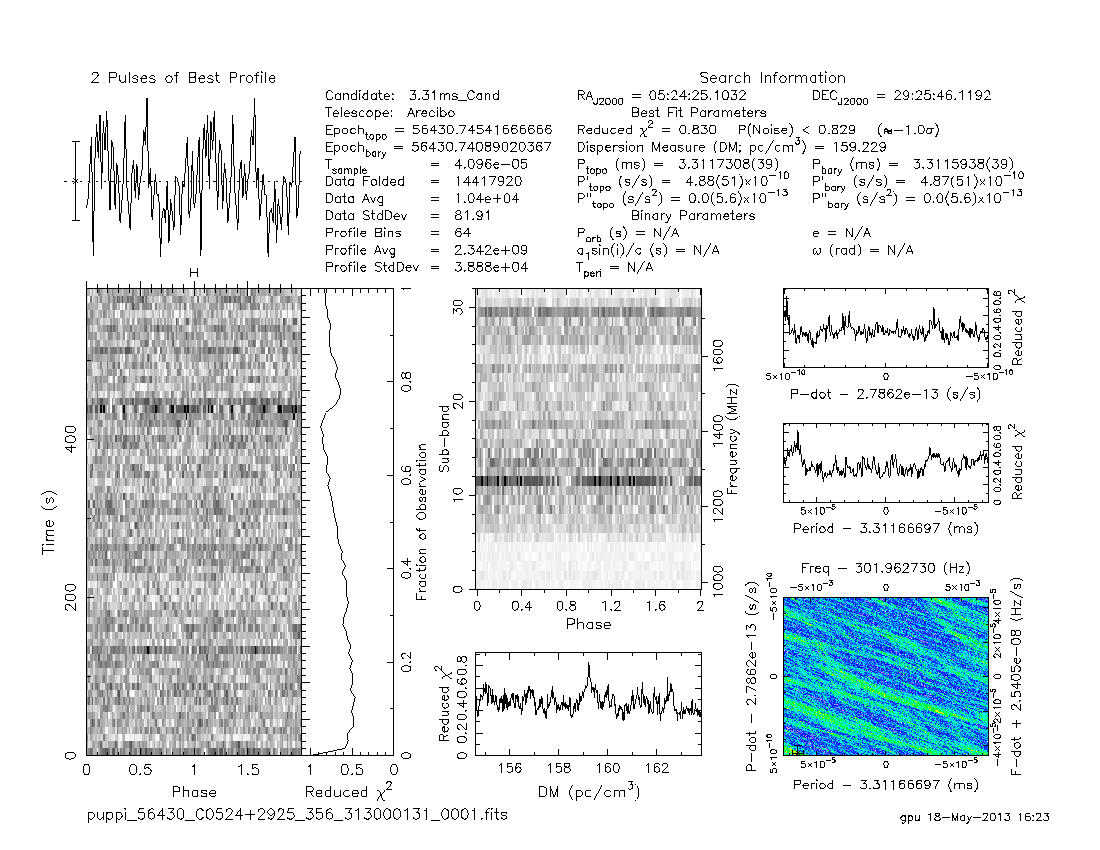 2 Pulses of Best Profile
Search Information
Candidate: 3.31ms_Cand
Telescope: Arecibo
Epoch_topo = 56430.74541666666
Epoch_bary = 56430.74089020367
T_sample = 4.096e-05
Data Folded = 14417920
Data Avg = 1.04e+04
Data StdDev = 81.91
Profile Bins = 64
Profile Avg = 2.342e+09
Profile StdDev = 3.888e+04
RA_J2000 = 05:24:25.1032 DEC_J2000 = 29:25:46.1192
Best Fit Parameters
Reduced χ² = 0.830 P(Noise) < 0.829 (≈−1.0σ)
Dispersion Measure (DM; pc/cm³) = 159.229
P_topo (ms) = 3.3117308(39) P_bary (ms) = 3.3115938(39)
P'_topo (s/s) = 4.88(51)×10⁻¹⁰ P'_bary (s/s) = 4.87(51)×10⁻¹⁰
P''_topo (s/s²) = 0.0(5.6)×10⁻¹³ P''_bary (s/s²) = 0.0(5.6)×10⁻¹³
Binary Parameters
P_orb (s) = N/A e = N/A
a₁sin(i)/c (s) = N/A ω (rad) = N/A
T_peri = N/A
Time (s)
0 200 400
0 0.5 1 1.5
Phase
1 0.5 0
Reduced χ²
Fraction of Observation
0 0.2 0.4 0.6 0.8
Sub-band
0 10 20 30
Frequency (MHz)
1000 1200 1400 1600
0 0.4 0.8 1.2 1.6 2
Phase
Reduced χ²
0 0.2 0.4 0.6 0.8
156 158 160 162
DM (pc/cm³)
0 0.2 0.4 0.6 0.8
Reduced χ²
5×10⁻¹⁰ 0 −5×10⁻¹⁰
P−dot − 2.7862e−13 (s/s)
0 0.2 0.4 0.6 0.8
Reduced χ²
5×10⁻⁵ 0 −5×10⁻⁵
Period − 3.31166697 (ms)
Freq − 301.962730 (Hz)
−5×10⁻³ 0 5×10⁻³
P−dot − 2.7862e−13 (s/s)
5×10⁻¹⁰ 0 −5×10⁻¹⁰
F−dot + 2.5405e−08 (Hz/s)
−4×10⁻⁵ −2×10⁻⁵ 0 2×10⁻⁵ 4×10⁻⁵
5×10⁻⁵ 0 −5×10⁻⁵
Period − 3.31166697 (ms)
puppi_56430_C0524+2925_356_313000131_0001.fits
gpu 18−May−2013 16:23